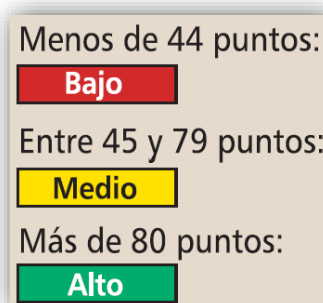 Menos de 44 puntos:
Bajo
Entre 45 y 79 puntos:
Medio
Más de 80 puntos:
Alto